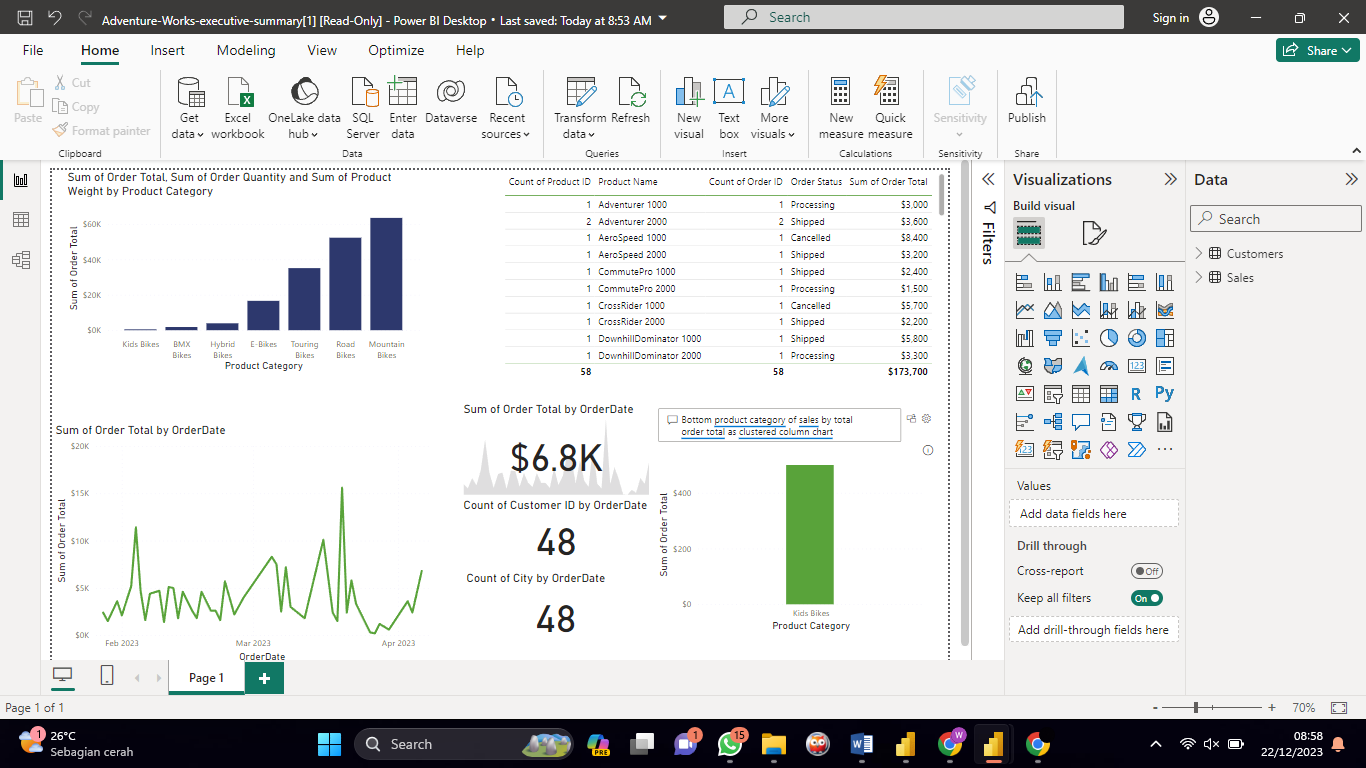 Adventure-Works-executive-summary[1] [Read-Only] - Power BI Desktop • Last saved: Today at 8:53 AM
Search
Sign in
File Home Insert Modeling View Optimize Help
Share
Paste
Cut
Copy
Format painter
Get data
Excel workbook
OneLake data hub
SQL Server
Enter data
Dataverse
Recent sources
Transform data
Refresh
New visual
Text box
More visuals
New measure
Quick measure
Sensitivity
Publish
Clipboard Data Queries Insert Calculations Sensitivity Share
Sum of Order Total, Sum of Order Quantity and Sum of Product
Weight by Product Category
Sum of Order Total
$60K
$40K
$20K
$0K
Kids Bikes
BMX Bikes
Hybrid Bikes
E-Bikes
Touring Bikes
Road Bikes
Mountain Bikes
Product Category
Count of Product ID Product Name Count of Order ID Order Status Sum of Order Total
1 Adventurer 1000 1 Processing $3,000
2 Adventurer 2000 2 Shipped $3,600
1 AeroSpeed 1000 1 Cancelled $8,400
1 AeroSpeed 2000 1 Shipped $3,200
1 CommutePro 1000 1 Shipped $2,400
1 CommutePro 2000 1 Processing $1,500
1 CrossRider 1000 1 Cancelled $5,700
1 CrossRider 2000 1 Shipped $2,200
1 DownhillDominator 1000 1 Shipped $5,800
1 DownhillDominator 2000 1 Processing $3,300
58 58 $173,700
Sum of Order Total by OrderDate
Sum of Order Total
$20K
$15K
$10K
$5K
$0K
Feb 2023 Mar 2023 Apr 2023
OrderDate
Sum of Order Total by OrderDate
$6.8K
Count of Customer ID by OrderDate
48
Count of City by OrderDate
48
Bottom product category of sales by total
order total as clustered column chart
Sum of Order Total
$400
$200
$0
Kids Bikes
Product Category
Filters
Visualizations
Build visual
123
R
Py
123
Values
Add data fields here
Drill through
Cross-report Off
Keep all filters On
Add drill-through fields here
Data
Search
Customers
Sales
Page 1
Page 1 of 1
- + 70%
1
26°C
Sebagian cerah
Search
PRE
1
15
W
08:58
22/12/2023